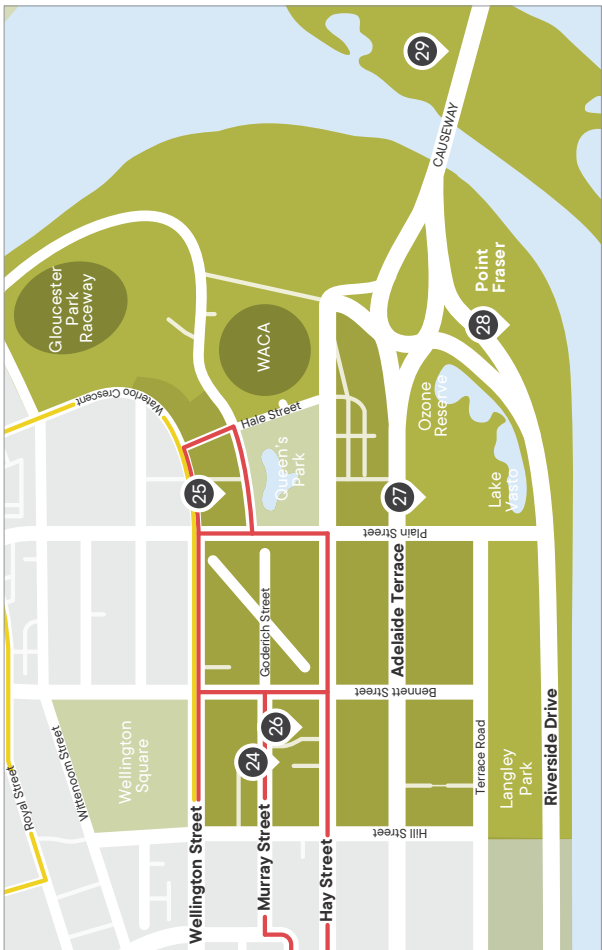 29
CAUSEWAY
Point
Fraser
28
Gloucester
Park
Raceway
WACA
Waterloo Crescent
Hale Street
Ozone
Reserve
Queen's
Park
25
27
Lake
Vasto
Plain Street
Goderich Street
Adelaide Terrace
Bennett Street
26
24
Wellington
Square
Royal Street
Wittenoom Street
Terrace Road
Langley
Park
Riverside Drive
Hill Street
Wellington Street
Murray Street
Hay Street